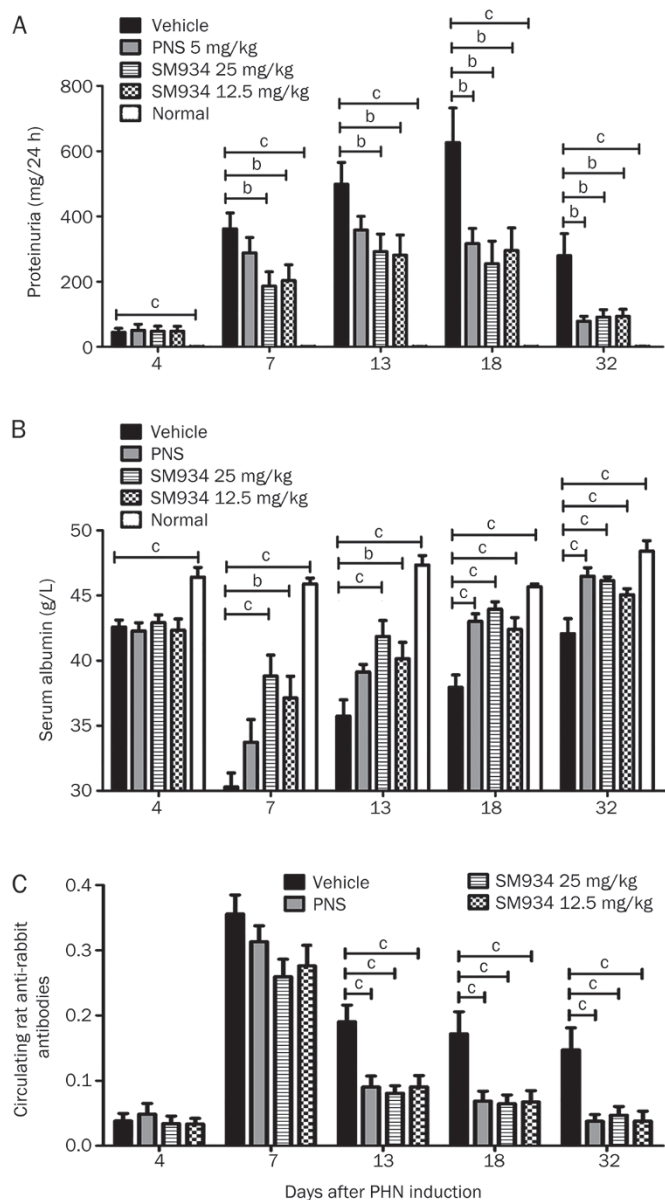 A
Vehicle
PNS 5 mg/kg
SM934 25 mg/kg
SM934 12.5 mg/kg
Normal
Proteinuria (mg/24 h)
800
600
400
200
0
c
c
b
b
c
b
b
c
b
b
b
c
b
b
b
4
7
13
18
32
B
Vehicle
PNS
SM934 25 mg/kg
SM934 12.5 mg/kg
Normal
Serum albumin (g/L)
50
45
40
35
30
c
c
b
c
c
b
c
c
c
c
c
c
c
c
c
4
7
13
18
32
C
Vehicle
PNS
SM934 25 mg/kg
SM934 12.5 mg/kg
Circulating rat anti-rabbit
antibodies
0.4
0.3
0.2
0.1
0.0
c
c
c
c
c
c
c
c
c
4
7
13
18
32
Days after PHN induction